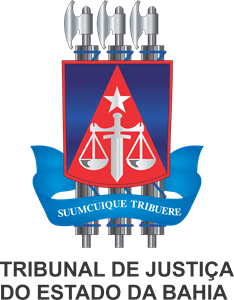 SUUMCUIQUE TRIBUERE
TRIBUNAL DE JUSTIÇA
DO ESTADO DA BAHIA